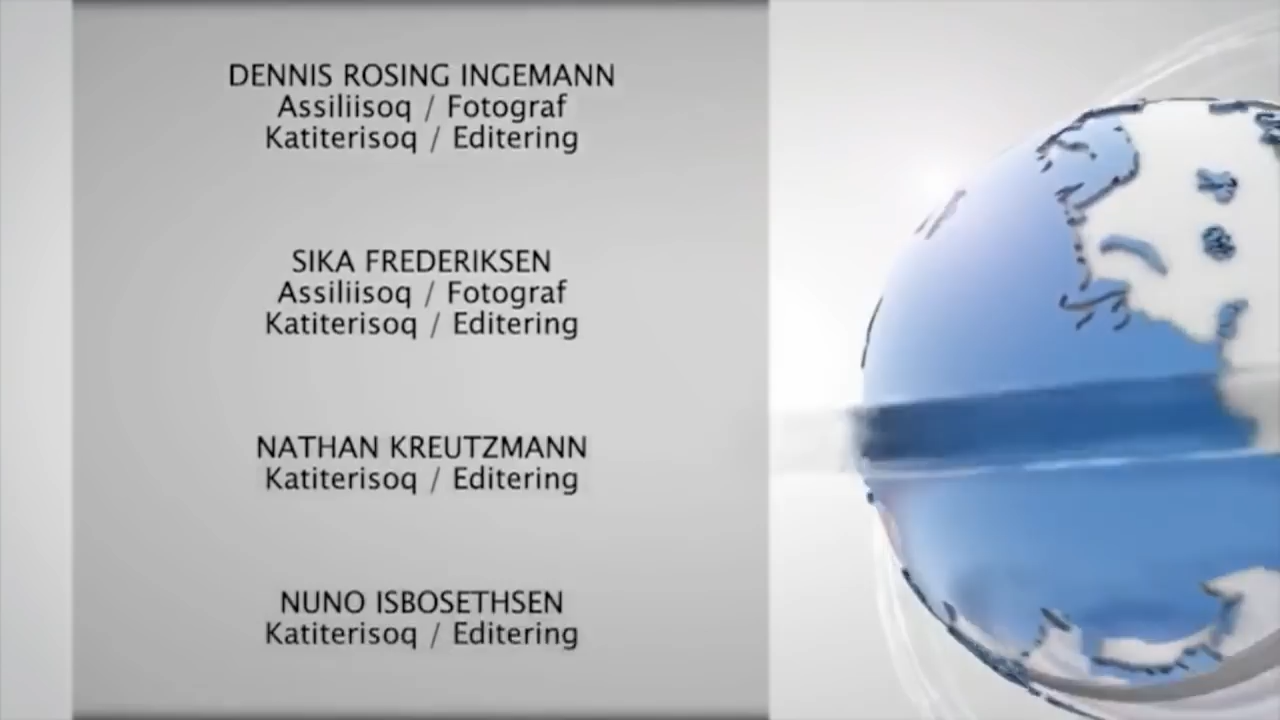 DENNIS ROSING INGEMANN
Assiliisoq / Fotograf
Katiterisoq / Editering
SIKA FREDERIKSEN
Assiliisoq / Fotograf
Katiterisoq / Editering
NATHAN KREUTZMANN
Katiterisoq / Editering
NUNO ISBOSETHSEN
Katiterisoq / Editering